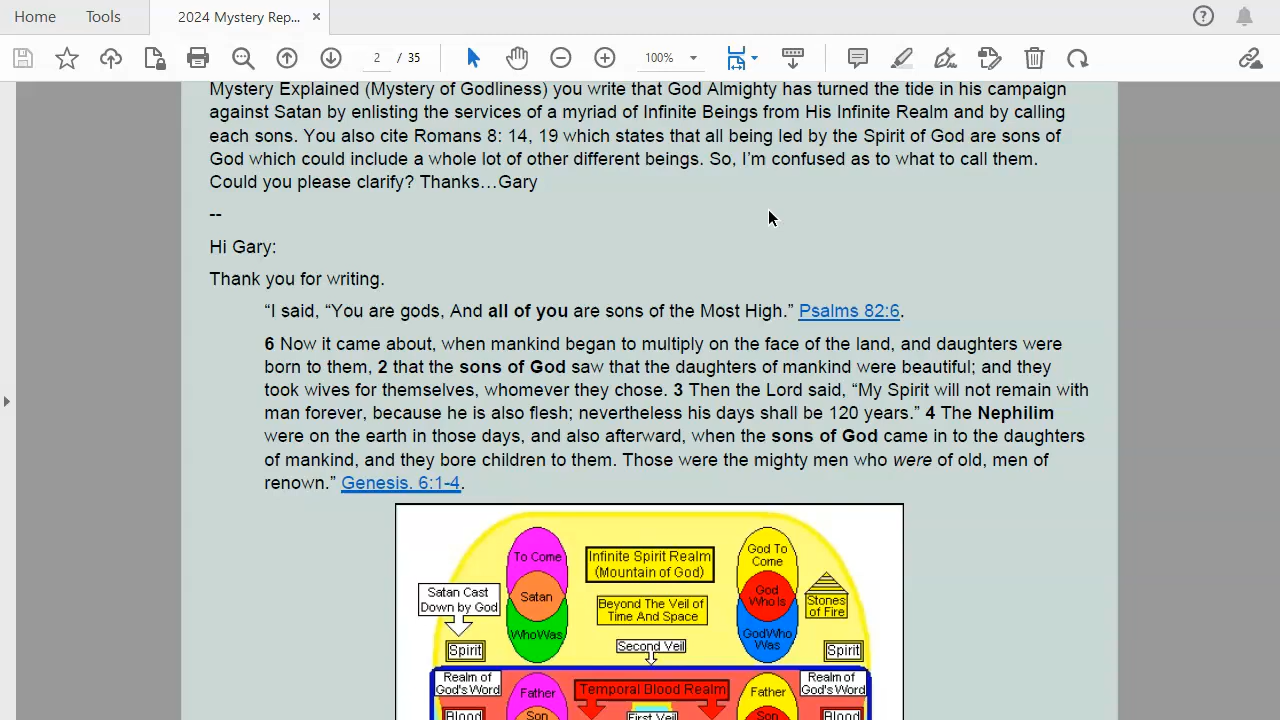 Home Tools 2024 Mystery Rep... ×
2 / 35 100%
Mystery Explained (Mystery of Godliness) you write that God Almighty has turned the tide in his campaign
against Satan by enlisting the services of a myriad of Infinite Beings from His Infinite Realm and by calling
each sons. You also cite Romans 8: 14, 19 which states that all being led by the Spirit of God are sons of
God which could include a whole lot of other different beings. So, I’m confused as to what to call them.
Could you please clarify? Thanks…Gary
--
Hi Gary:
Thank you for writing.
“I said, “You are gods, And all of you are sons of the Most High.” Psalms 82:6.
6 Now it came about, when mankind began to multiply on the face of the land, and daughters were
born to them, 2 that the sons of God saw that the daughters of mankind were beautiful; and they
took wives for themselves, whomever they chose. 3 Then the Lord said, “My Spirit will not remain with
man forever, because he is also flesh; nevertheless his days shall be 120 years.” 4 The Nephilim
were on the earth in those days, and also afterward, when the sons of God came in to the daughters
of mankind, and they bore children to them. Those were the mighty men who were of old, men of
renown.” Genesis. 6:1-4.
To Come
Satan
WhoWas
Infinite Spirit Realm
(Mountain of God)
God To
Come
God
Who Is
GodWho
Was
Satan Cast
Down by God
Beyond The Veil of
Time And Space
Stones
of Fire
Second Veil
Spirit
Spirit
Realm of
God'sWord
Father
Son
Temporal Blood Realm
Father
Son
Realm of
God'sWord
Blood
First Veil
Blood